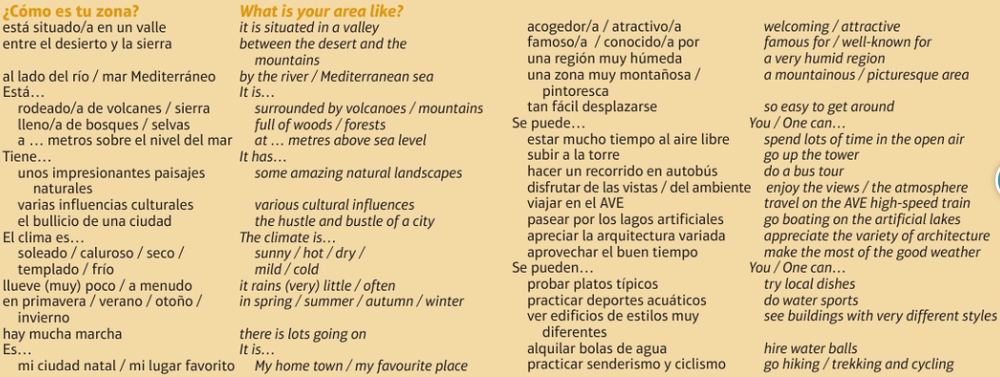 ¿Cómo es tu zona? What is your area like?
está situado/a en un valle it is situated in a valley
entre el desierto y la sierra between the desert and the
mountains
al lado del río / mar Mediterráneo by the river / Mediterranean sea
Está… It is…
rodeado/a de volcanes / sierra surrounded by volcanoes / mountains
lleno/a de bosques / selvas full of woods / forests
a … metros sobre el nivel del mar at … metres above sea level
Tiene… It has…
unos impresionantes paisajes some amazing natural landscapes
naturales
varias influencias culturales various cultural influences
el bullicio de una ciudad the hustle and bustle of a city
El clima es… The climate is…
soleado / caluroso / seco / sunny / hot / dry /
templado / frío mild / cold
llueve (muy) poco / a menudo it rains (very) little / often
en primavera / verano / otoño / in spring / summer / autumn / winter
invierno
hay mucha marcha there is lots going on
Es… It is…
mi ciudad natal / mi lugar favorito My home town / my favourite place
acogedor/a / atractivo/a welcoming / attractive
famoso/a / conocido/a por famous for / well-known for
una región muy húmeda a very humid region
una zona muy montañosa / a mountainous / picturesque area
pintoresca
tan fácil desplazarse so easy to get around
Se puede… You / One can…
estar mucho tiempo al aire libre spend lots of time in the open air
subir a la torre go up the tower
hacer un recorrido en autobús do a bus tour
disfrutar de las vistas / del ambiente enjoy the views / the atmosphere
viajar en el AVE travel on the AVE high-speed train
pasear por los lagos artificiales go boating on the artificial lakes
apreciar la arquitectura variada appreciate the variety of architecture
aprovechar el buen tiempo make the most of the good weather
Se pueden… You / One can…
probar platos típicos try local dishes
practicar deportes acuáticos do water sports
ver edificios de estilos muy see buildings with very different styles
diferentes
alquilar bolas de agua hire water balls
practicar senderismo y ciclismo go hiking / trekking and cycling